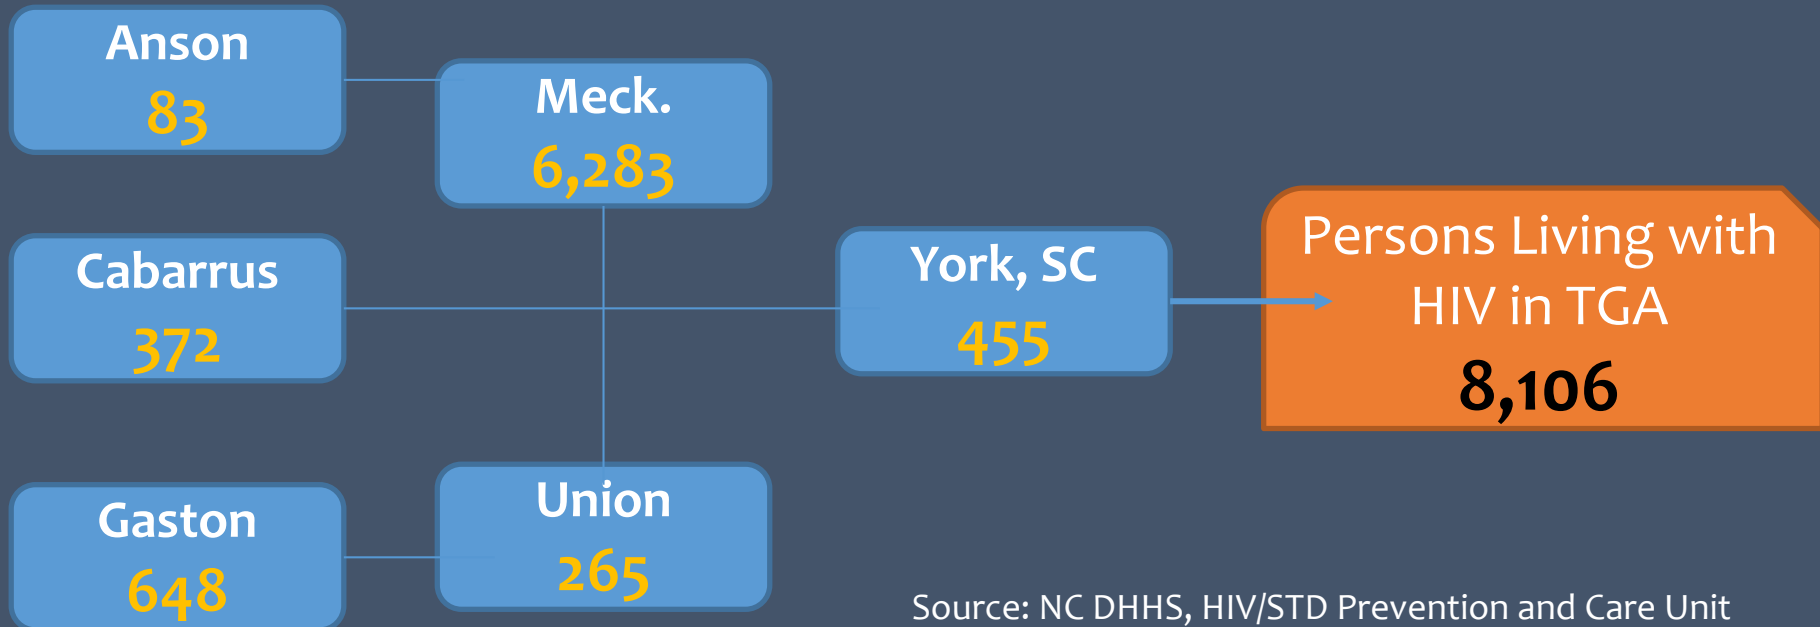 Anson
83
Meck.
6,283
Cabarrus
372
York, SC
455
Persons Living with
HIV in TGA
8,106
Gaston
648
Union
265
Source: NC DHHS, HIV/STD Prevention and Care Unit